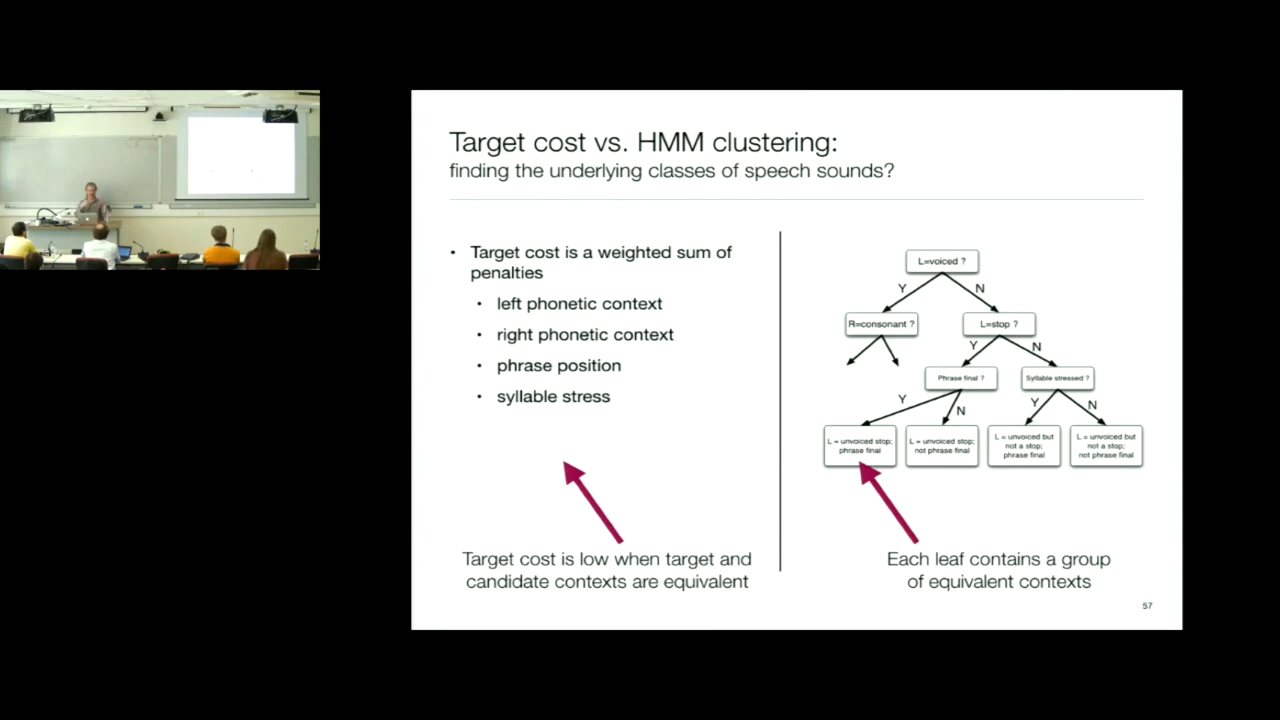 Target cost vs. HMM clustering:
finding the underlying classes of speech sounds?
• Target cost is a weighted sum of
penalties
• left phonetic context
• right phonetic context
• phrase position
• syllable stress
Target cost is low when target and
candidate contexts are equivalent
L=voiced ?
Y N
R=consonant ? L=stop ?
Y N
Phrase final ? Syllable stressed ?
Y N Y N
L = unvoiced stop;
phrase final
L = unvoiced stop;
not phrase final
L = unvoiced but
not a stop;
phrase final
L = unvoiced but
not a stop;
not phrase final
Each leaf contains a group
of equivalent contexts
57